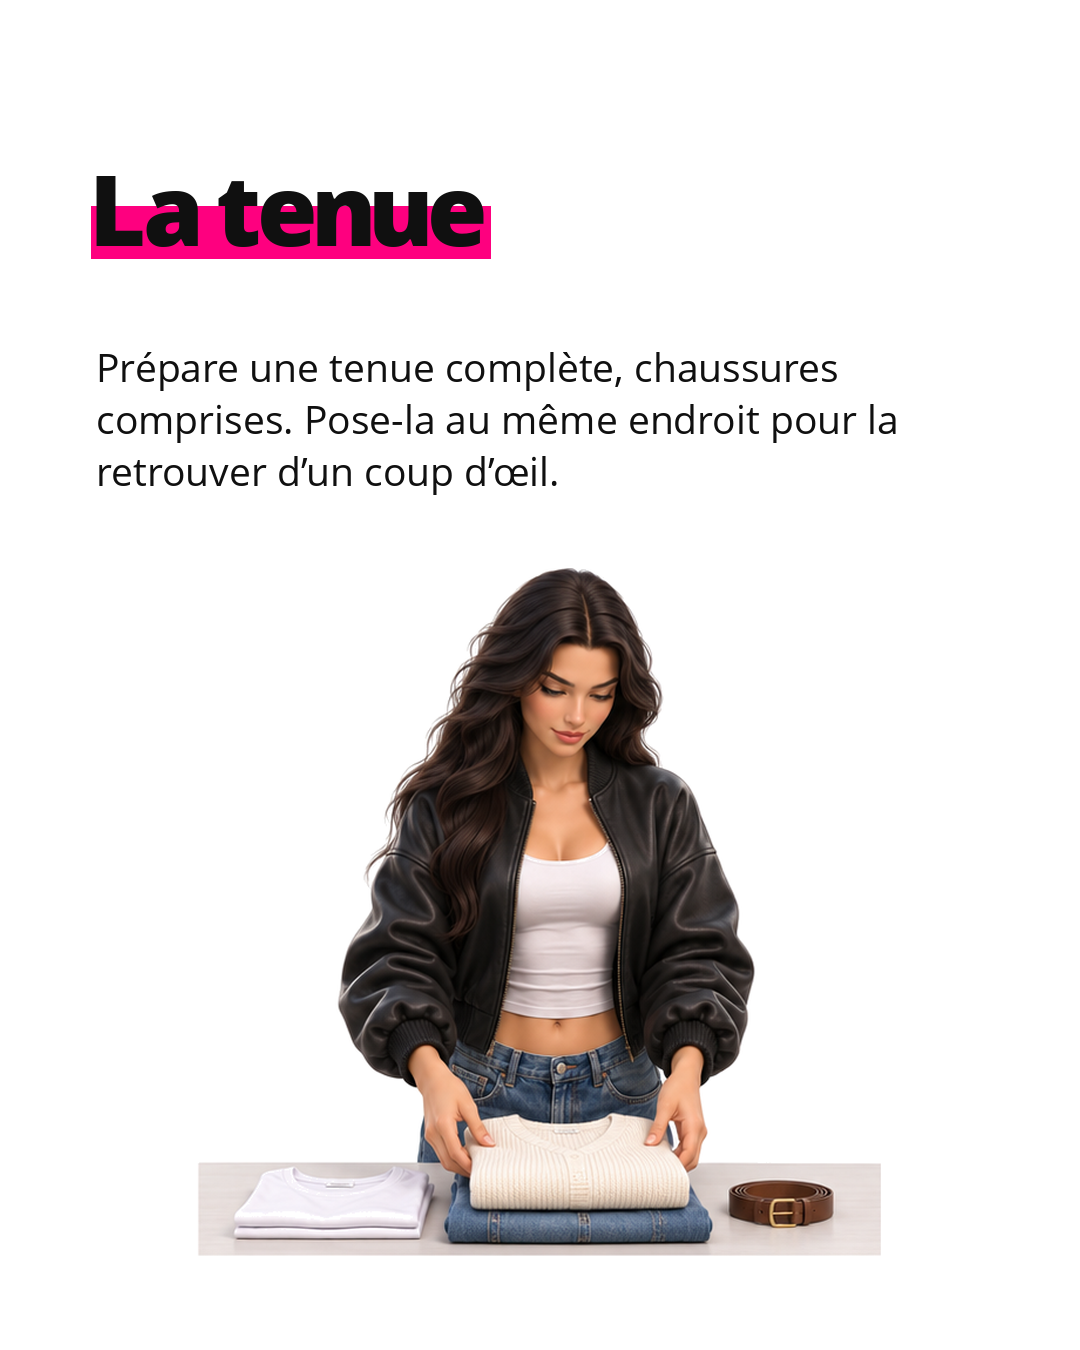 La tenue
Prépare une tenue complète, chaussures
comprises. Pose-la au même endroit pour la
retrouver d’un coup d’œil.